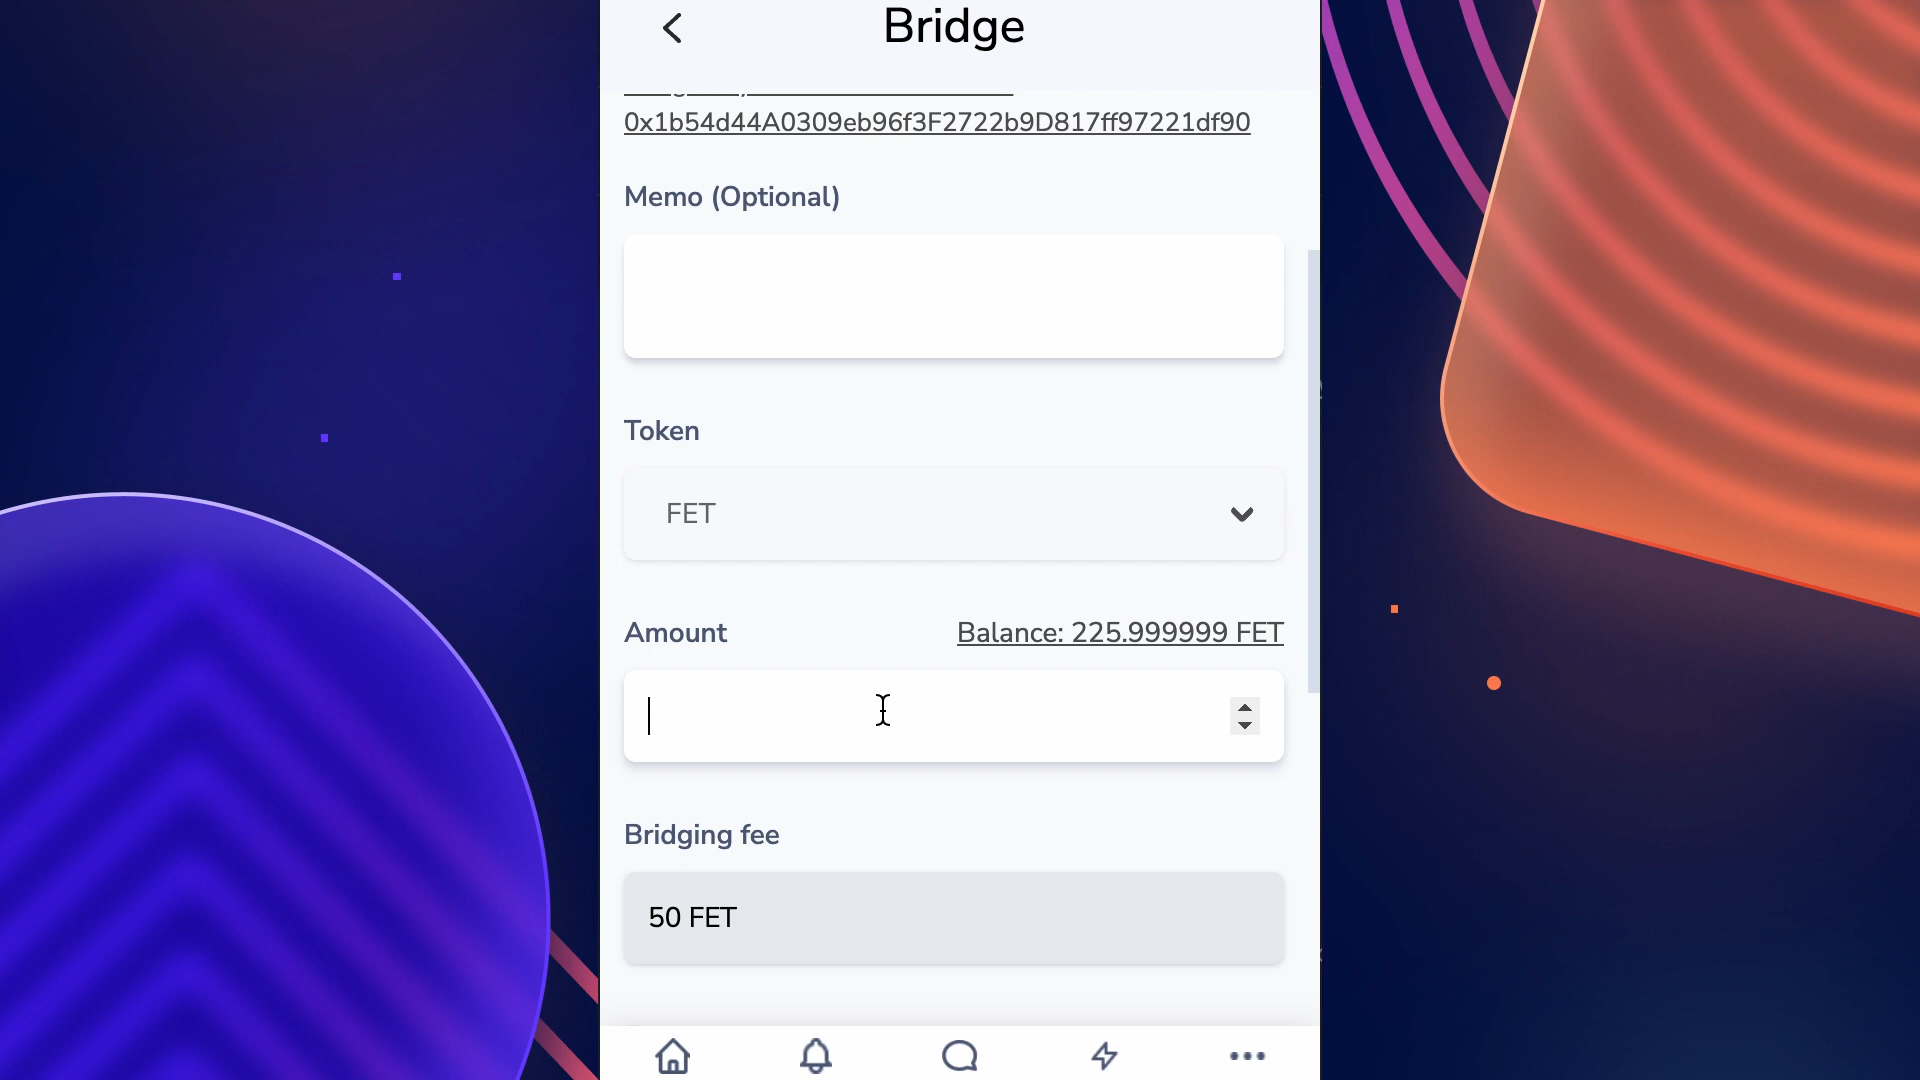 Bridge
0x1b54d44A0309eb96f3F2722b9D817ff97221df90
Memo (Optional)
Token
FET
Amount
Balance: 225.999999 FET
Bridging fee
50 FET